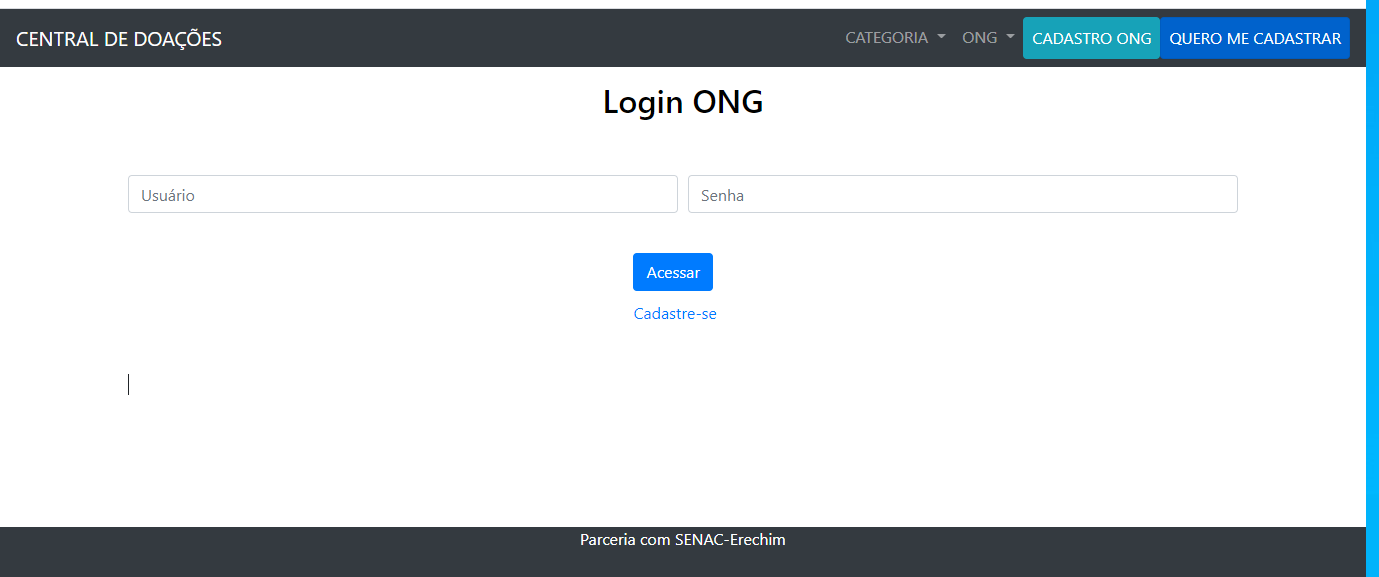 CENTRAL DE DOAÇÕES
CATEGORIA ONG CADASTRO ONG QUERO ME CADASTRAR
Login ONG
Usuário Senha
Acessar
Cadastre-se
Parceria com SENAC-Erechim